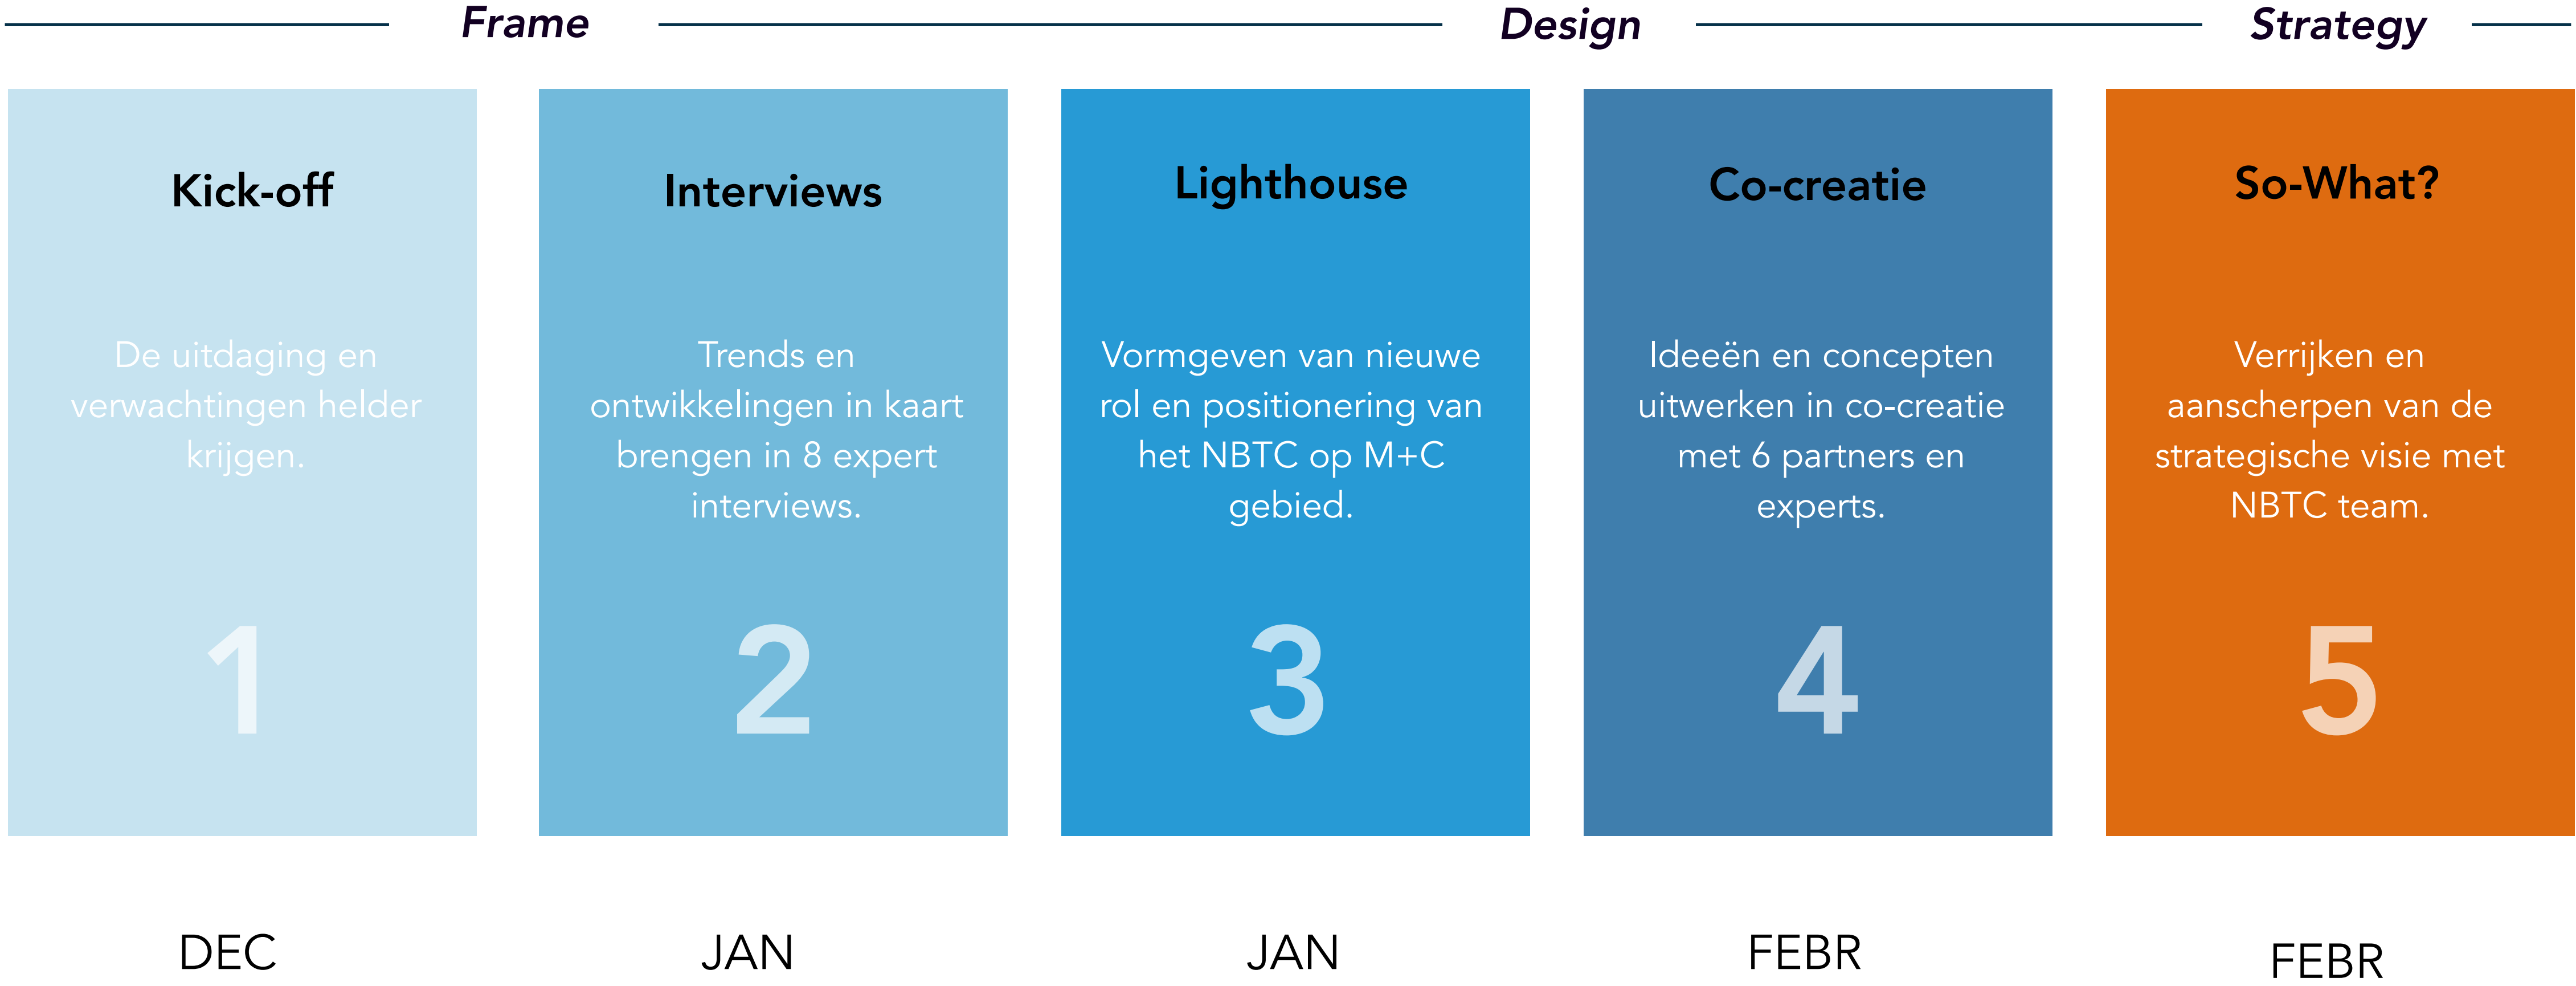 Frame
Design
Strategy
Kick-off
De uitdaging en
verwachtingen helder
krijgen.
1
DEC
Interviews
Trends en
ontwikkelingen in kaart
brengen in 8 expert
interviews.
2
JAN
Lighthouse
Vormgeven van nieuwe
rol en positionering van
het NBTC op M+C
gebied.
3
JAN
Co-creatie
Ideeën en concepten
uitwerken in co-creatie
met 6 partners en
experts.
4
FEBR
So-What?
Verrijken en
aanscherpen van de
strategische visie met
NBTC team.
5
FEBR